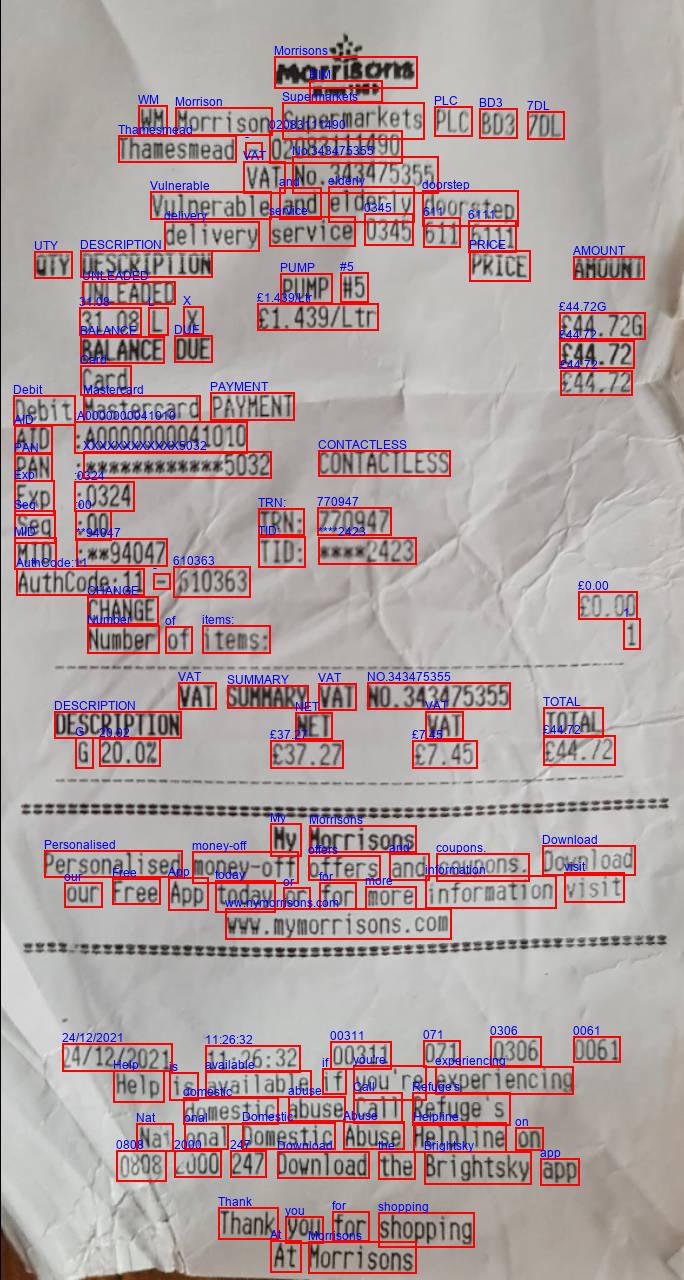 Morrisons
WM Morrison Supermarkets PLC BD3 7DL
Thamesmead - 02083111490
VAT No.343475355
Vulnerable and elderly doorstep
delivery service 0345 611 6111
QTY DESCRIPTION PRICE AMOUNT
UNLEADED PUMP #5
31.08 L X £1.439/Ltr £44.72G
BALANCE DUE £44.72
Card £44.72
Debit Mastercard PAYMENT
AID :A0000000041010
PAN :************5032 CONTACTLESS
Exp :0324
Seq :00 TRN: 770947
MID :**94047 TID: ****2423
AuthCode:11 - 610363
CHANGE £0.00
Number of items: 1
VAT SUMMARY VAT NO.343475355
DESCRIPTION NET VAT TOTAL
G 20.0% £37.27 £7.45 £44.72
My Morrisons
Personalised money-off offers and coupons. Download
our Free App today or for more information visit
www.mymorrisons.com
24/12/2021 11:26:32 00311 071 0306 0061
Help is available if you're experiencing
domestic abuse Call Refuge's
National Domestic Abuse Helpline on
0808 2000 247 Download the Brightsky app
Thank you for shopping
At Morrisons